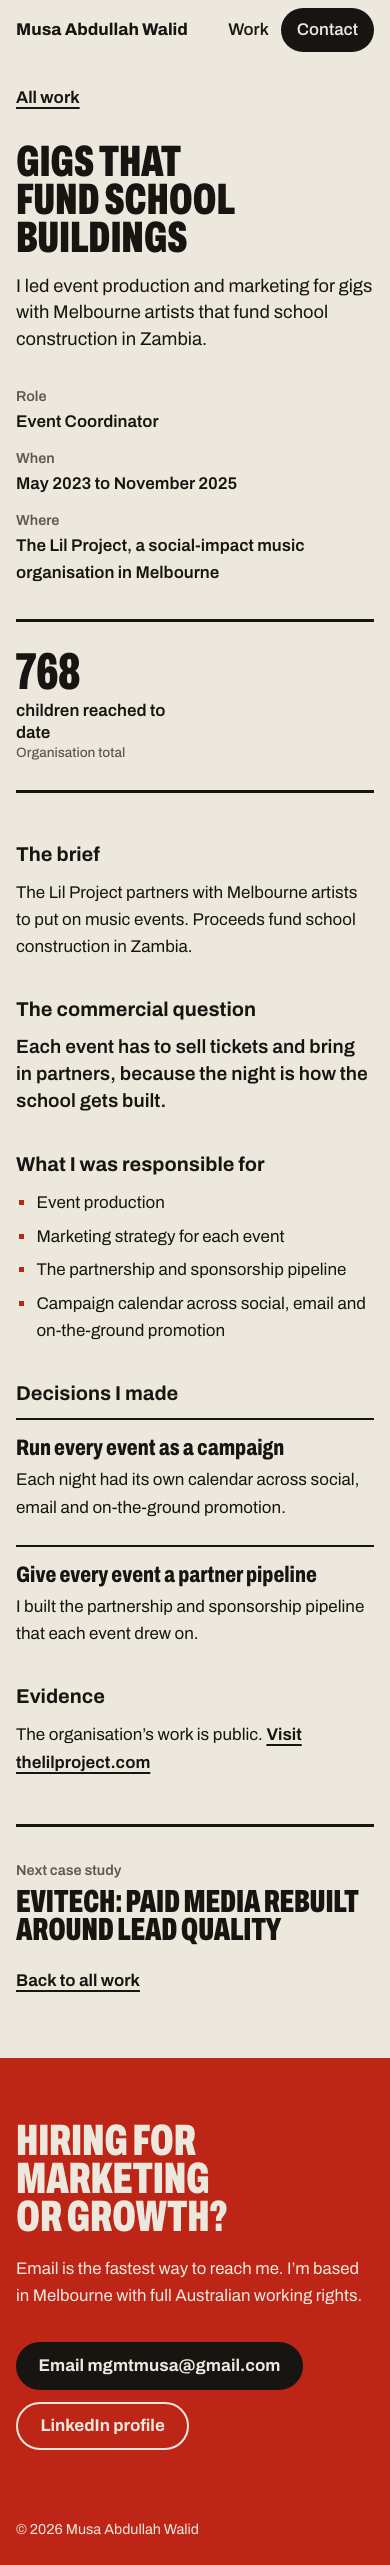 Musa Abdullah Walid Work Contact
All work
GIGS THAT
FUND SCHOOL
BUILDINGS
I led event production and marketing for gigs
with Melbourne artists that fund school
construction in Zambia.
Role
Event Coordinator
When
May 2023 to November 2025
Where
The Lil Project, a social-impact music
organisation in Melbourne
768
children reached to
date
Organisation total
The brief
The Lil Project partners with Melbourne artists
to put on music events. Proceeds fund school
construction in Zambia.
The commercial question
Each event has to sell tickets and bring
in partners, because the night is how the
school gets built.
What I was responsible for
Event production
Marketing strategy for each event
The partnership and sponsorship pipeline
Campaign calendar across social, email and
on-the-ground promotion
Decisions I made
Run every event as a campaign
Each night had its own calendar across social,
email and on-the-ground promotion.
Give every event a partner pipeline
I built the partnership and sponsorship pipeline
that each event drew on.
Evidence
The organisation’s work is public. Visit
thelilproject.com
Next case study
EVITECH: PAID MEDIA REBUILT
AROUND LEAD QUALITY
Back to all work
HIRING FOR
MARKETING
OR GROWTH?
Email is the fastest way to reach me. I’m based
in Melbourne with full Australian working rights.
Email mgmtmusa@gmail.com
LinkedIn profile
© 2026 Musa Abdullah Walid